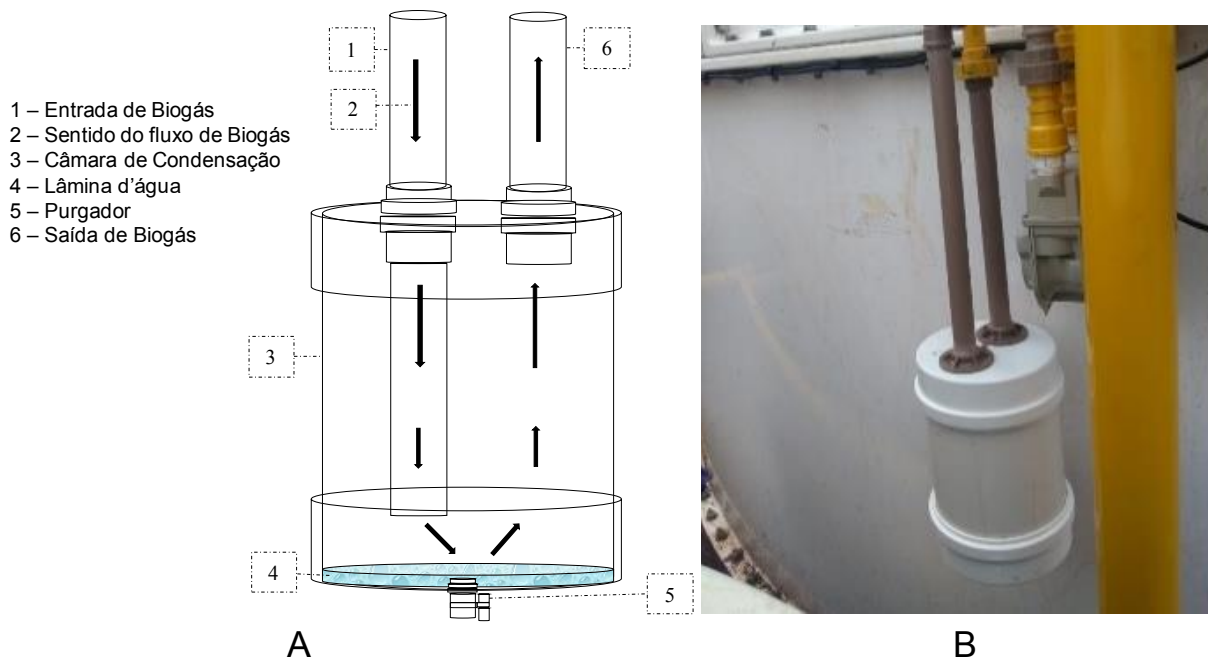 1 – Entrada de Biogás
2 – Sentido do fluxo de Biogás
3 – Câmara de Condensação
4 – Lâmina d’água
5 – Purgador
6 – Saída de Biogás
1
2
6
3
4
5
A
B